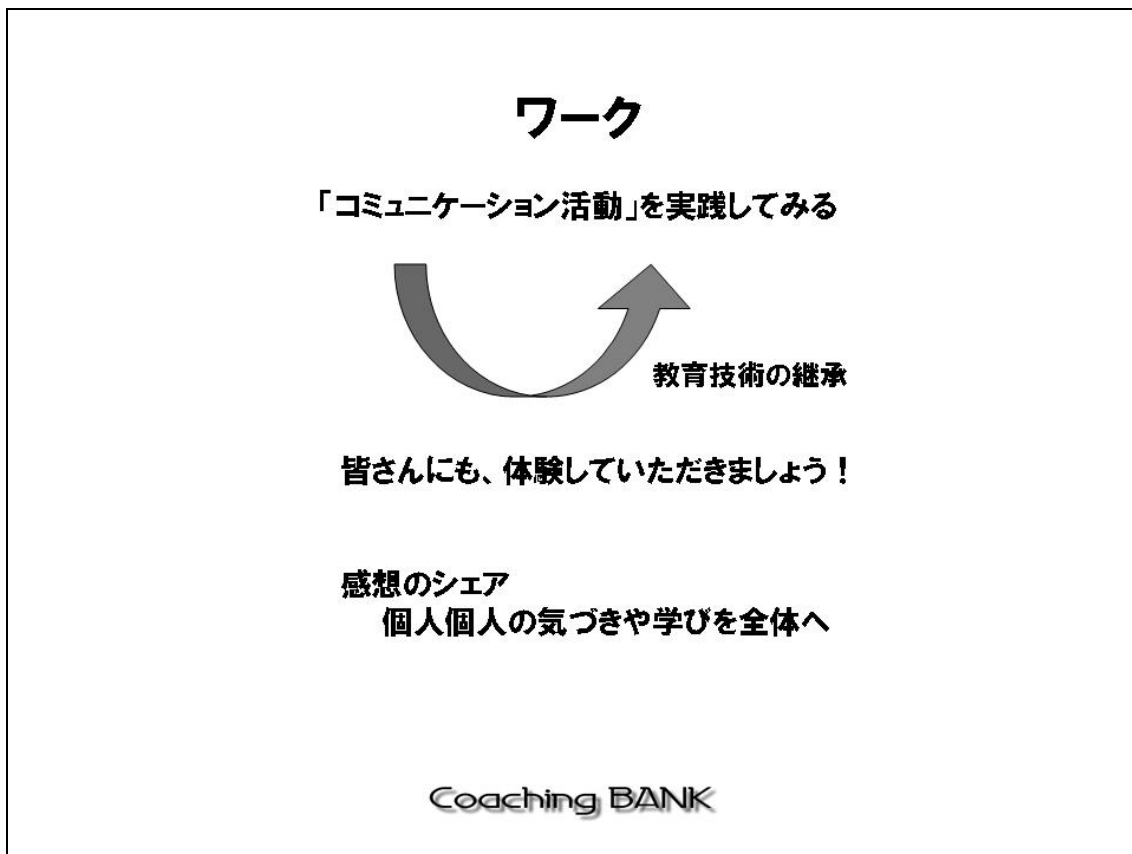 ワーク
「コミュニケーション活動」を実践してみる
教育技術の継承
皆さんにも、体験していただきましょう！
感想のシェア
個人個人の気づきや学びを全体へ
Coaching BANK